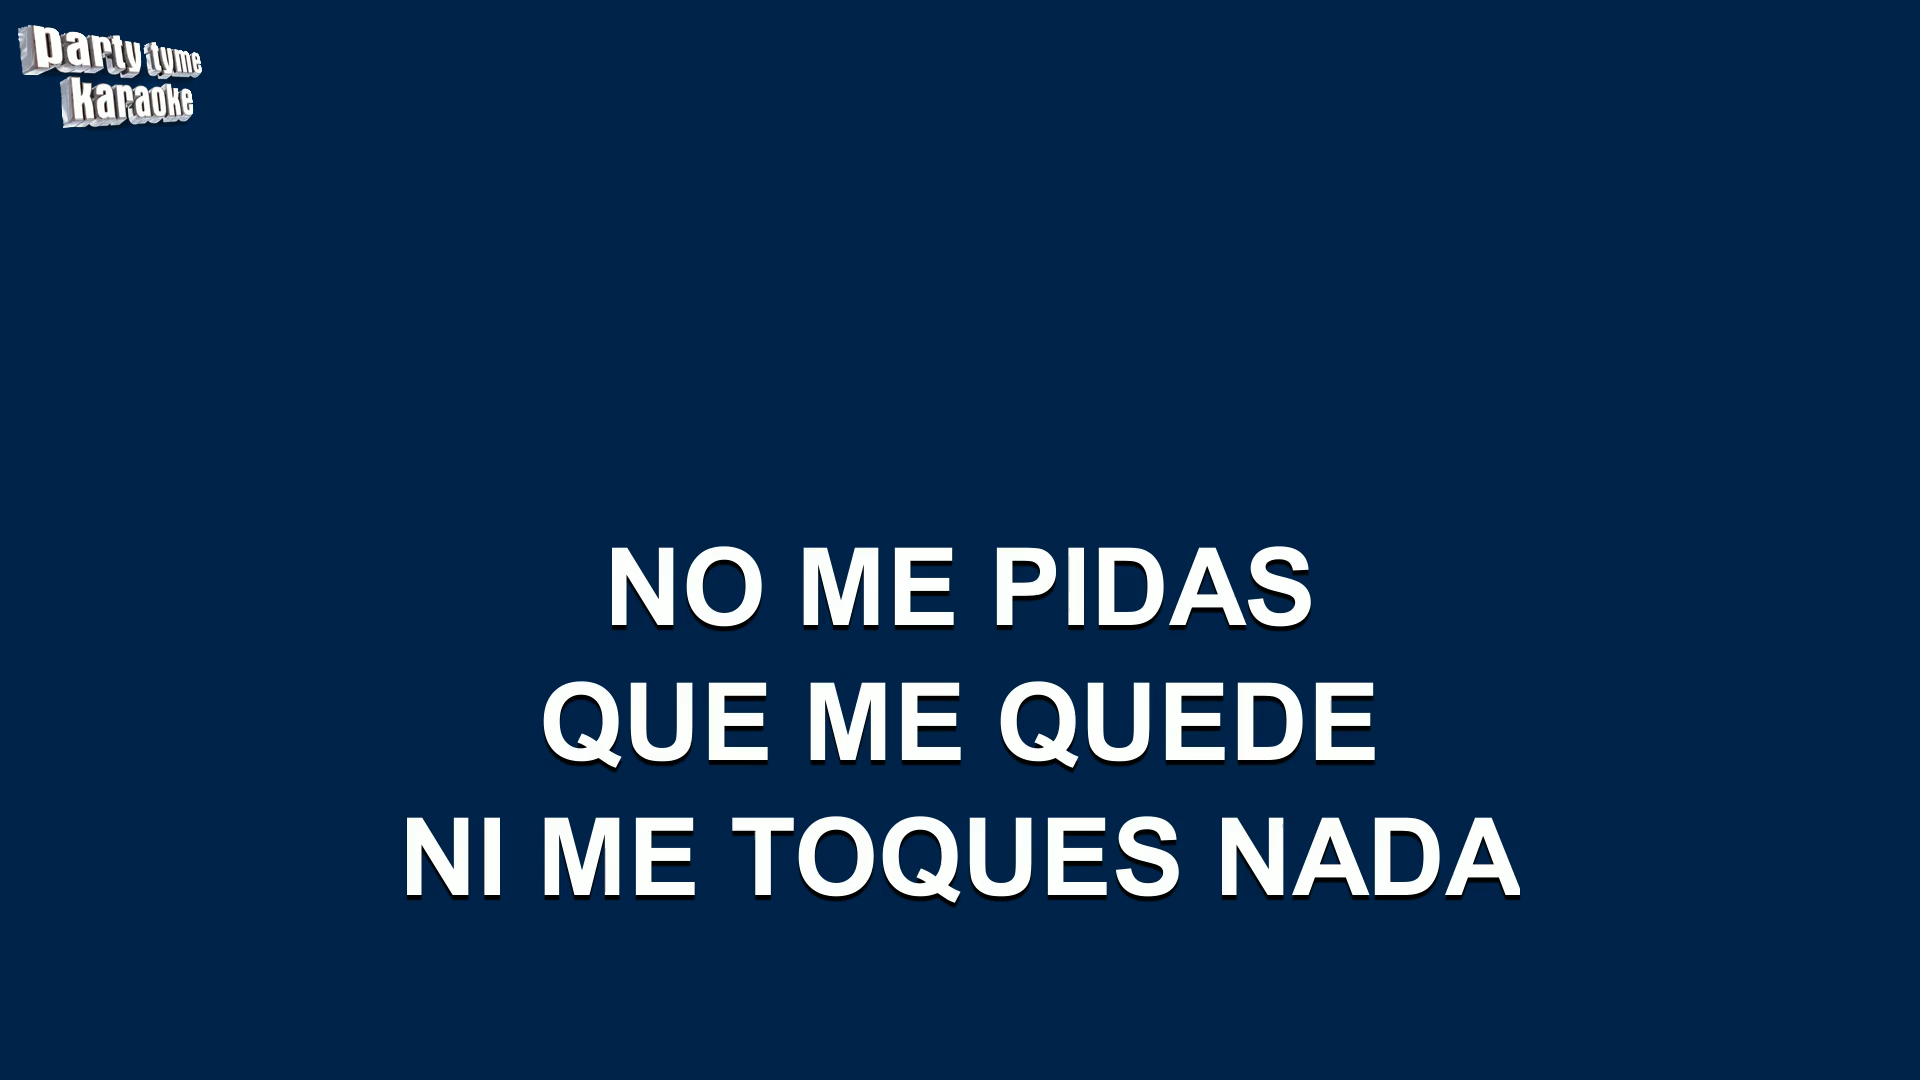 party tyme
karaoke
NO ME PIDAS
QUE ME QUEDE
NI ME TOQUES NADA